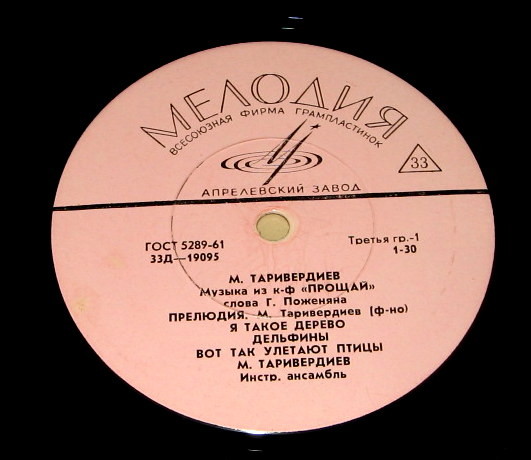 МЕЛОДИЯ
ВСЕСОЮЗНАЯ ФИРМА ГРАМПЛАСТИНОК
33
АПРЕЛЕВСКИЙ ЗАВОД
ГОСТ 5289-61
33Д—19095
Третья гр.-1
1-30
М. ТАРИВЕРДИЕВ
Музыка из к-ф «ПРОЩАЙ»
слова Г. Поженяна
ПРЕЛЮДИЯ. М. Таривердиев (ф-но)
Я ТАКОЕ ДЕРЕВО
ДЕЛЬФИНЫ
ВОТ ТАК УЛЕТАЮТ ПТИЦЫ
М. ТАРИВЕРДИЕВ
Инстр. ансамбль